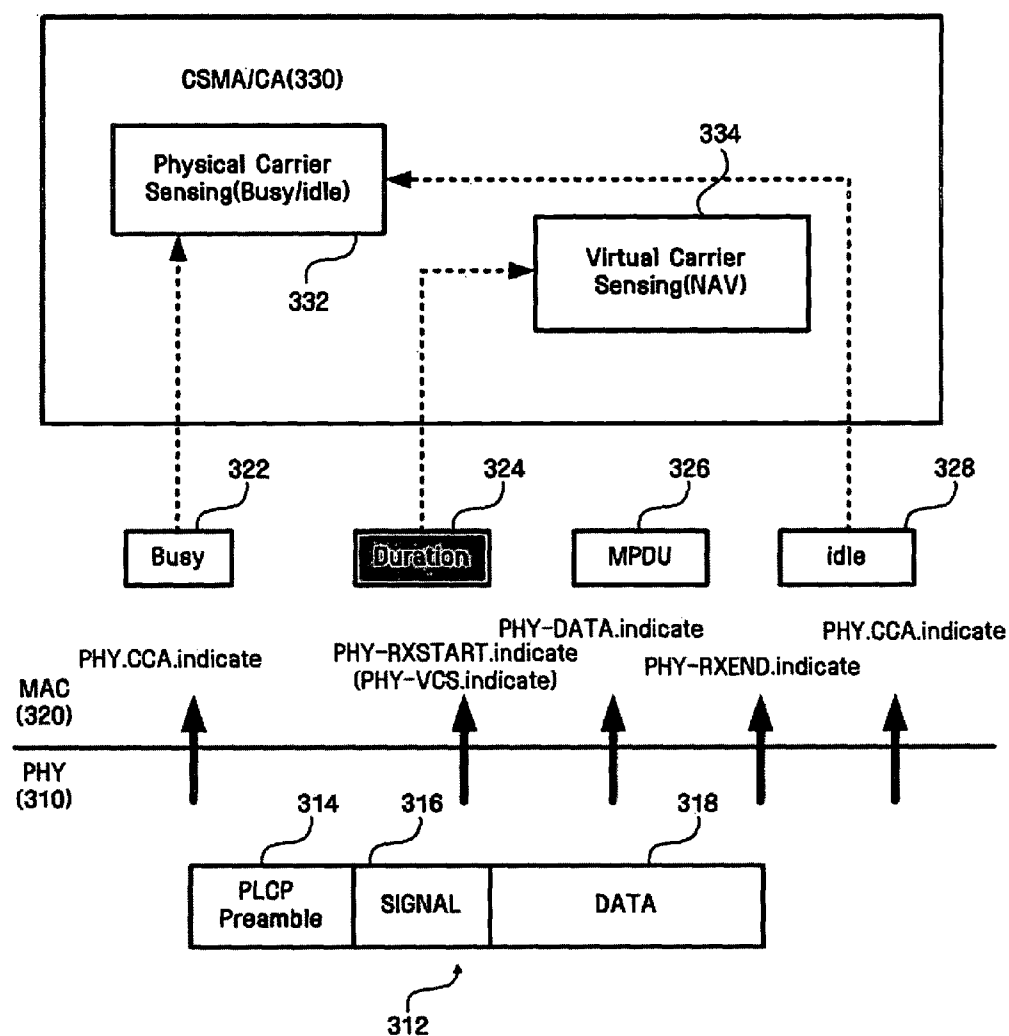 CSMA/CA(330)
334
Physical Carrier
Sensing(Busy/idle)
Virtual Carrier
Sensing(NAV)
332
322
324
326
328
Busy
Duration
MPDU
idle
PHY-DATA.indicate
PHY.CCA.indicate
PHY.CCA.indicate
PHY-RXSTART.indicate
(PHY-VCS.indicate)
PHY-RXEND.indicate
MAC
(320)
PHY
(310)
314
316
318
PLCP
Preamble
SIGNAL
DATA
312